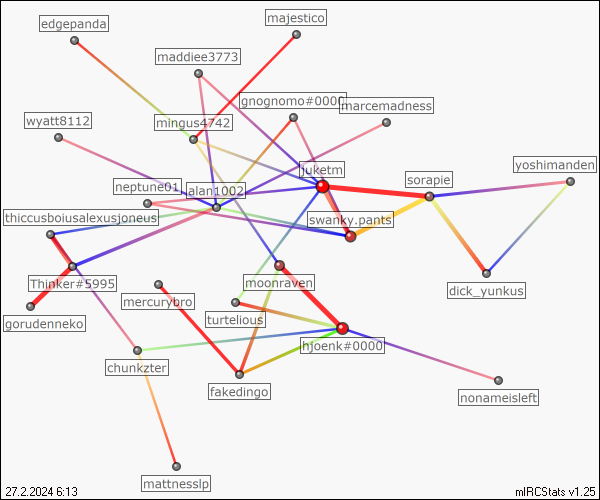 majestico
edgepanda
maddiee3773
gnognomo#0000
marcemadness
wyatt8112
mingus4742
yoshimanden
juketm
sorapie
neptune01
alan1002
thiccusboiusalexusjoneus
swanky.pants
Thinker#5995
moonraven
dick_yunkus
mercurybro
turtelious
gorudenneko
hjoenk#0000
chunkzter
fakedingo
nonameisleft
mattnesslp
27.2.2024 6:13
mIRCStats v1.25